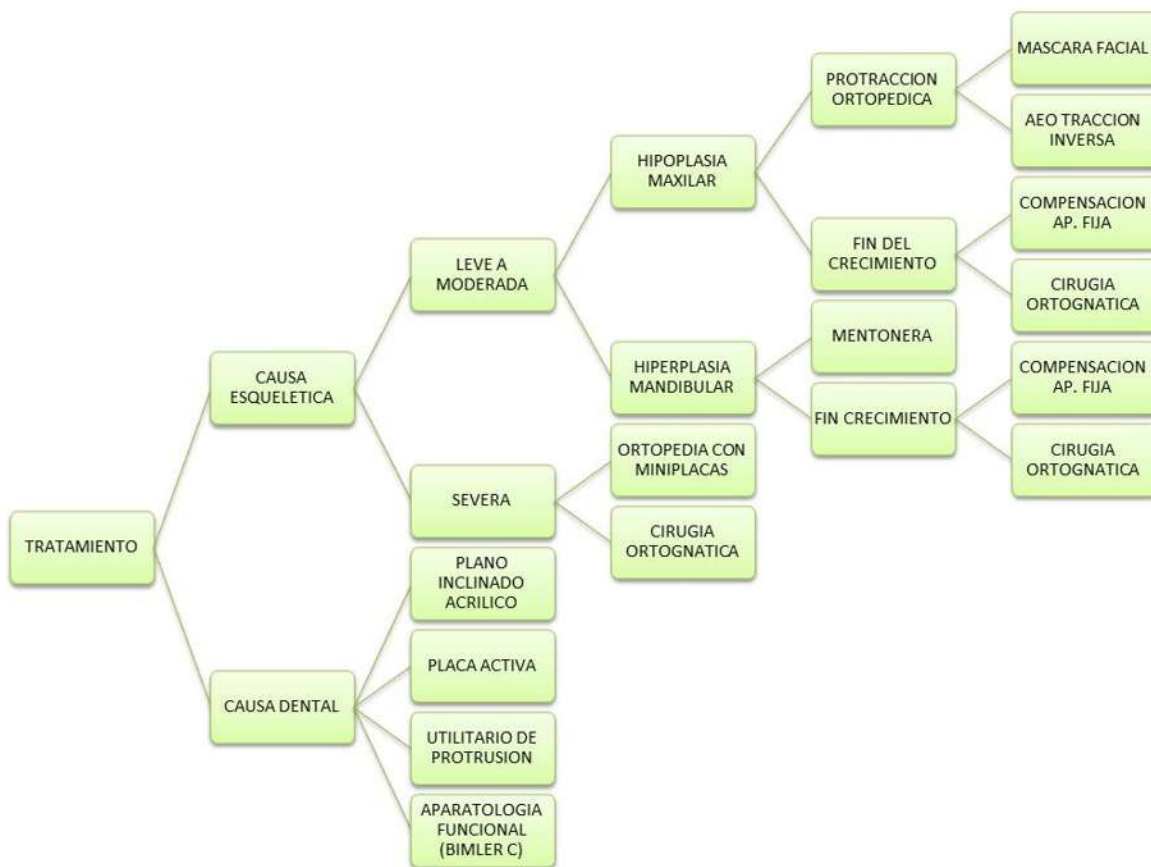 MASCARA FACIAL
PROTRACCION
ORTOPEDICA
AEO TRACCION
INVERSA
HIPOPLASIA
MAXILAR
COMPENSACION
AP. FIJA
FIN DEL
CRECIMIENTO
LEVE A
MODERADA
CIRUGIA
ORTOGNATICA
MENTONERA
CAUSA
ESQUELETICA
HIPERPLASIA
MANDIBULAR
COMPENSACION
AP. FIJA
FIN CRECIMIENTO
ORTOPEDIA CON
MINIPLACAS
CIRUGIA
ORTOGNATICA
SEVERA
CIRUGIA
ORTOGNATICA
TRATAMIENTO
PLANO
INCLINADO
ACRILICO
PLACA ACTIVA
CAUSA DENTAL
UTILITARIO DE
PROTRUSION
APARATOLOGIA
FUNCIONAL
(BIMLER C)